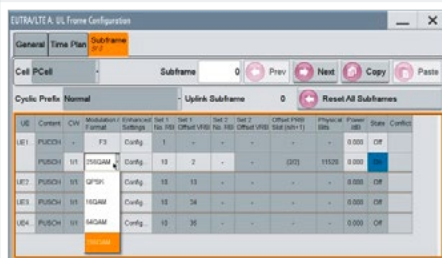 EUTRA/LTE A: UL Frame Configuration
General Time Plan Subframe
Cell PCell Subframe 0 Prev Next Copy Paste
Cyclic Prefix Normal Uplink Subframe 0 Reset All Subframes
UE Content CW Modulation / Format Enhanced Settings Set 1 No. RB Set 1 Offset VRB Set 2 No. RB Set 2 Offset VRB Offset PRB Slot (n/n+1) Physical Bits Power /dB State Conflict
UE1 PUCCH - F3 Config... 1 - - - - - 0.000 Off
PUSCH 1/1 256QAM Config... 10 2 - - (2/2) 11520 0.000 On
UE2 PUSCH 1/1 QPSK Config... 10 13 - - - - 0.000 Off
UE3 PUSCH 1/1 16QAM Config... 10 24 - - - - 0.000 Off
UE4 PUSCH 1/1 64QAM Config... 10 35 - - - - 0.000 Off
256QAM